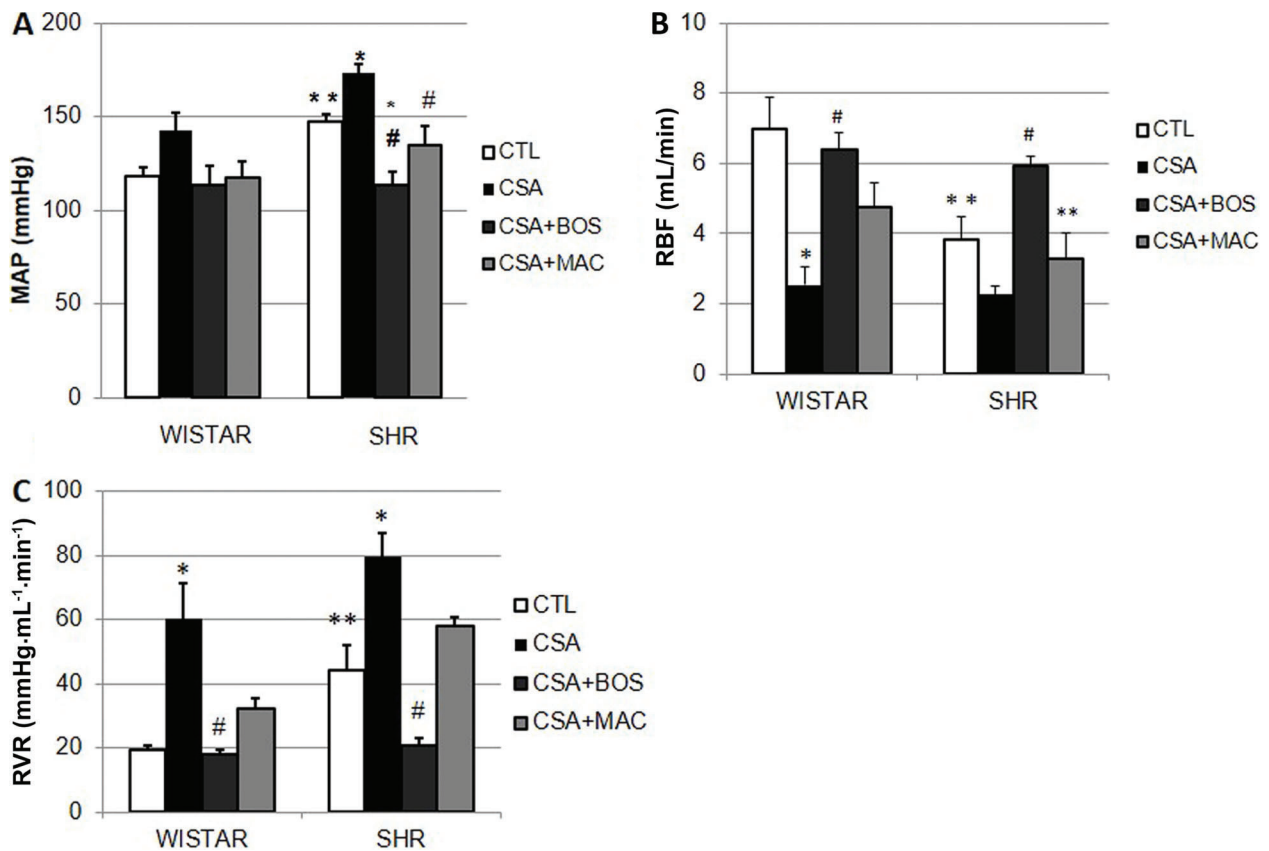 A
200
150
100
50
0
MAP (mmHg)
* *
*
*
#
#
WISTAR SHR
CTL
CSA
CSA+BOS
CSA+MAC
B
10
8
6
4
2
0
RBF (mL/min)
*
#
* *
#
**
WISTAR SHR
CTL
CSA
CSA+BOS
CSA+MAC
C
100
80
60
40
20
0
RVR (mmHg·mL⁻¹·min⁻¹)
*
#
**
*
#
WISTAR SHR
CTL
CSA
CSA+BOS
CSA+MAC